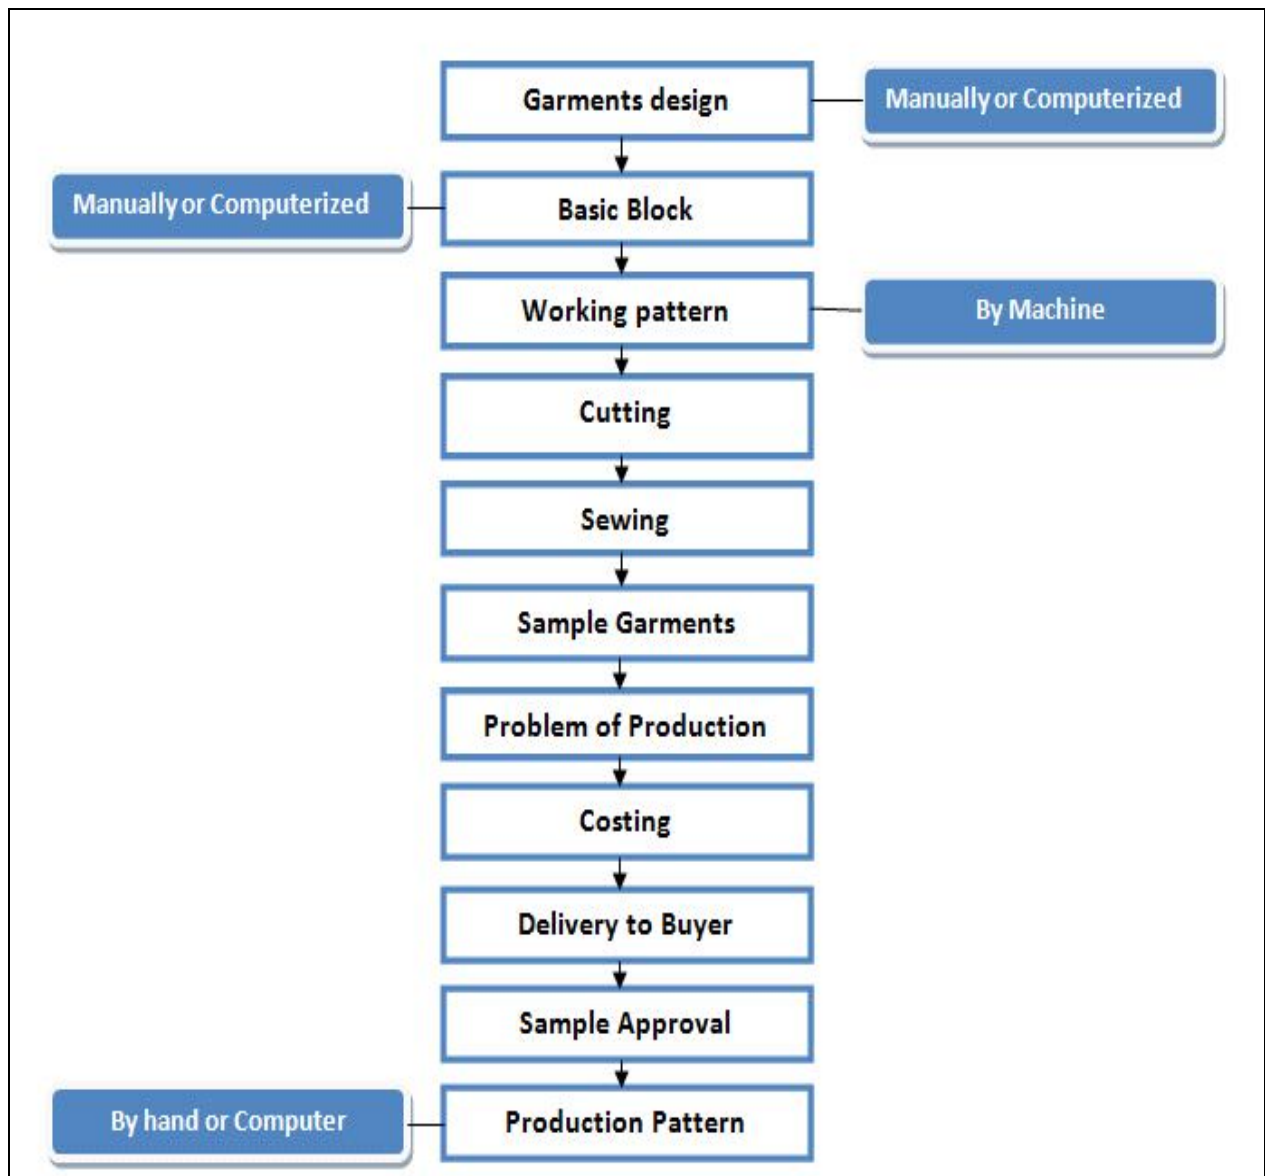 Garments design
Manually or Computerized
Manually or Computerized
Basic Block
Working pattern
By Machine
Cutting
Sewing
Sample Garments
Problem of Production
Costing
Delivery to Buyer
Sample Approval
By hand or Computer
Production Pattern